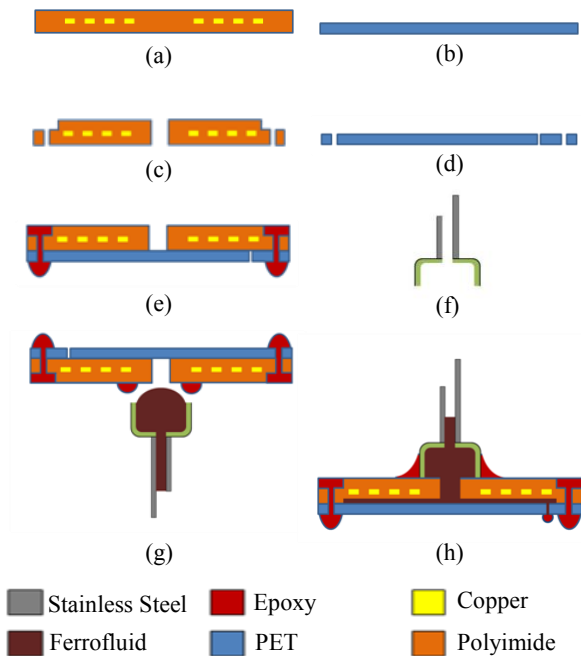 (a)
(b)
(c)
(d)
(e)
(f)
(g)
(h)
Stainless Steel
Epoxy
Copper
Ferrofluid
PET
Polyimide